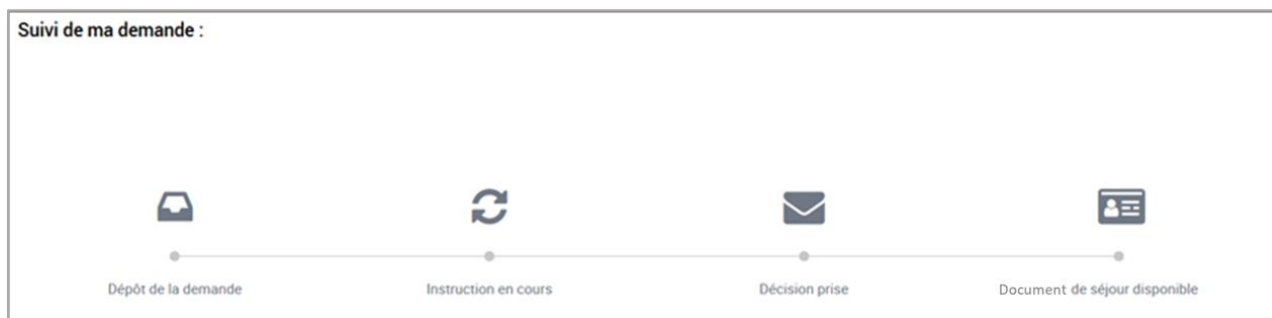 Suivi de ma demande :
Dépôt de la demande
Instruction en cours
Décision prise
Document de séjour disponible